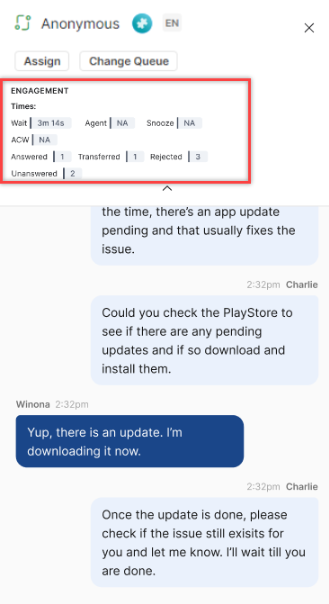 Anonymous EN
Assign Change Queue
ENGAGEMENT
Times:
Wait 3m 14s Agent NA Snooze NA
ACW NA
Answered 1 Transferred 1 Rejected 3
Unanswered 2
the time, there's an app update
pending and that usually fixes the
issue.
2:32pm Charlie
Could you check the PlayStore to
see if there are any pending
updates and if so download and
install them.
Winona 2:32pm
Yup, there is an update. I'm
downloading it now.
2:32pm Charlie
Once the update is done, please
check if the issue still exisits for
you and let me know. I'll wait till you
are done.